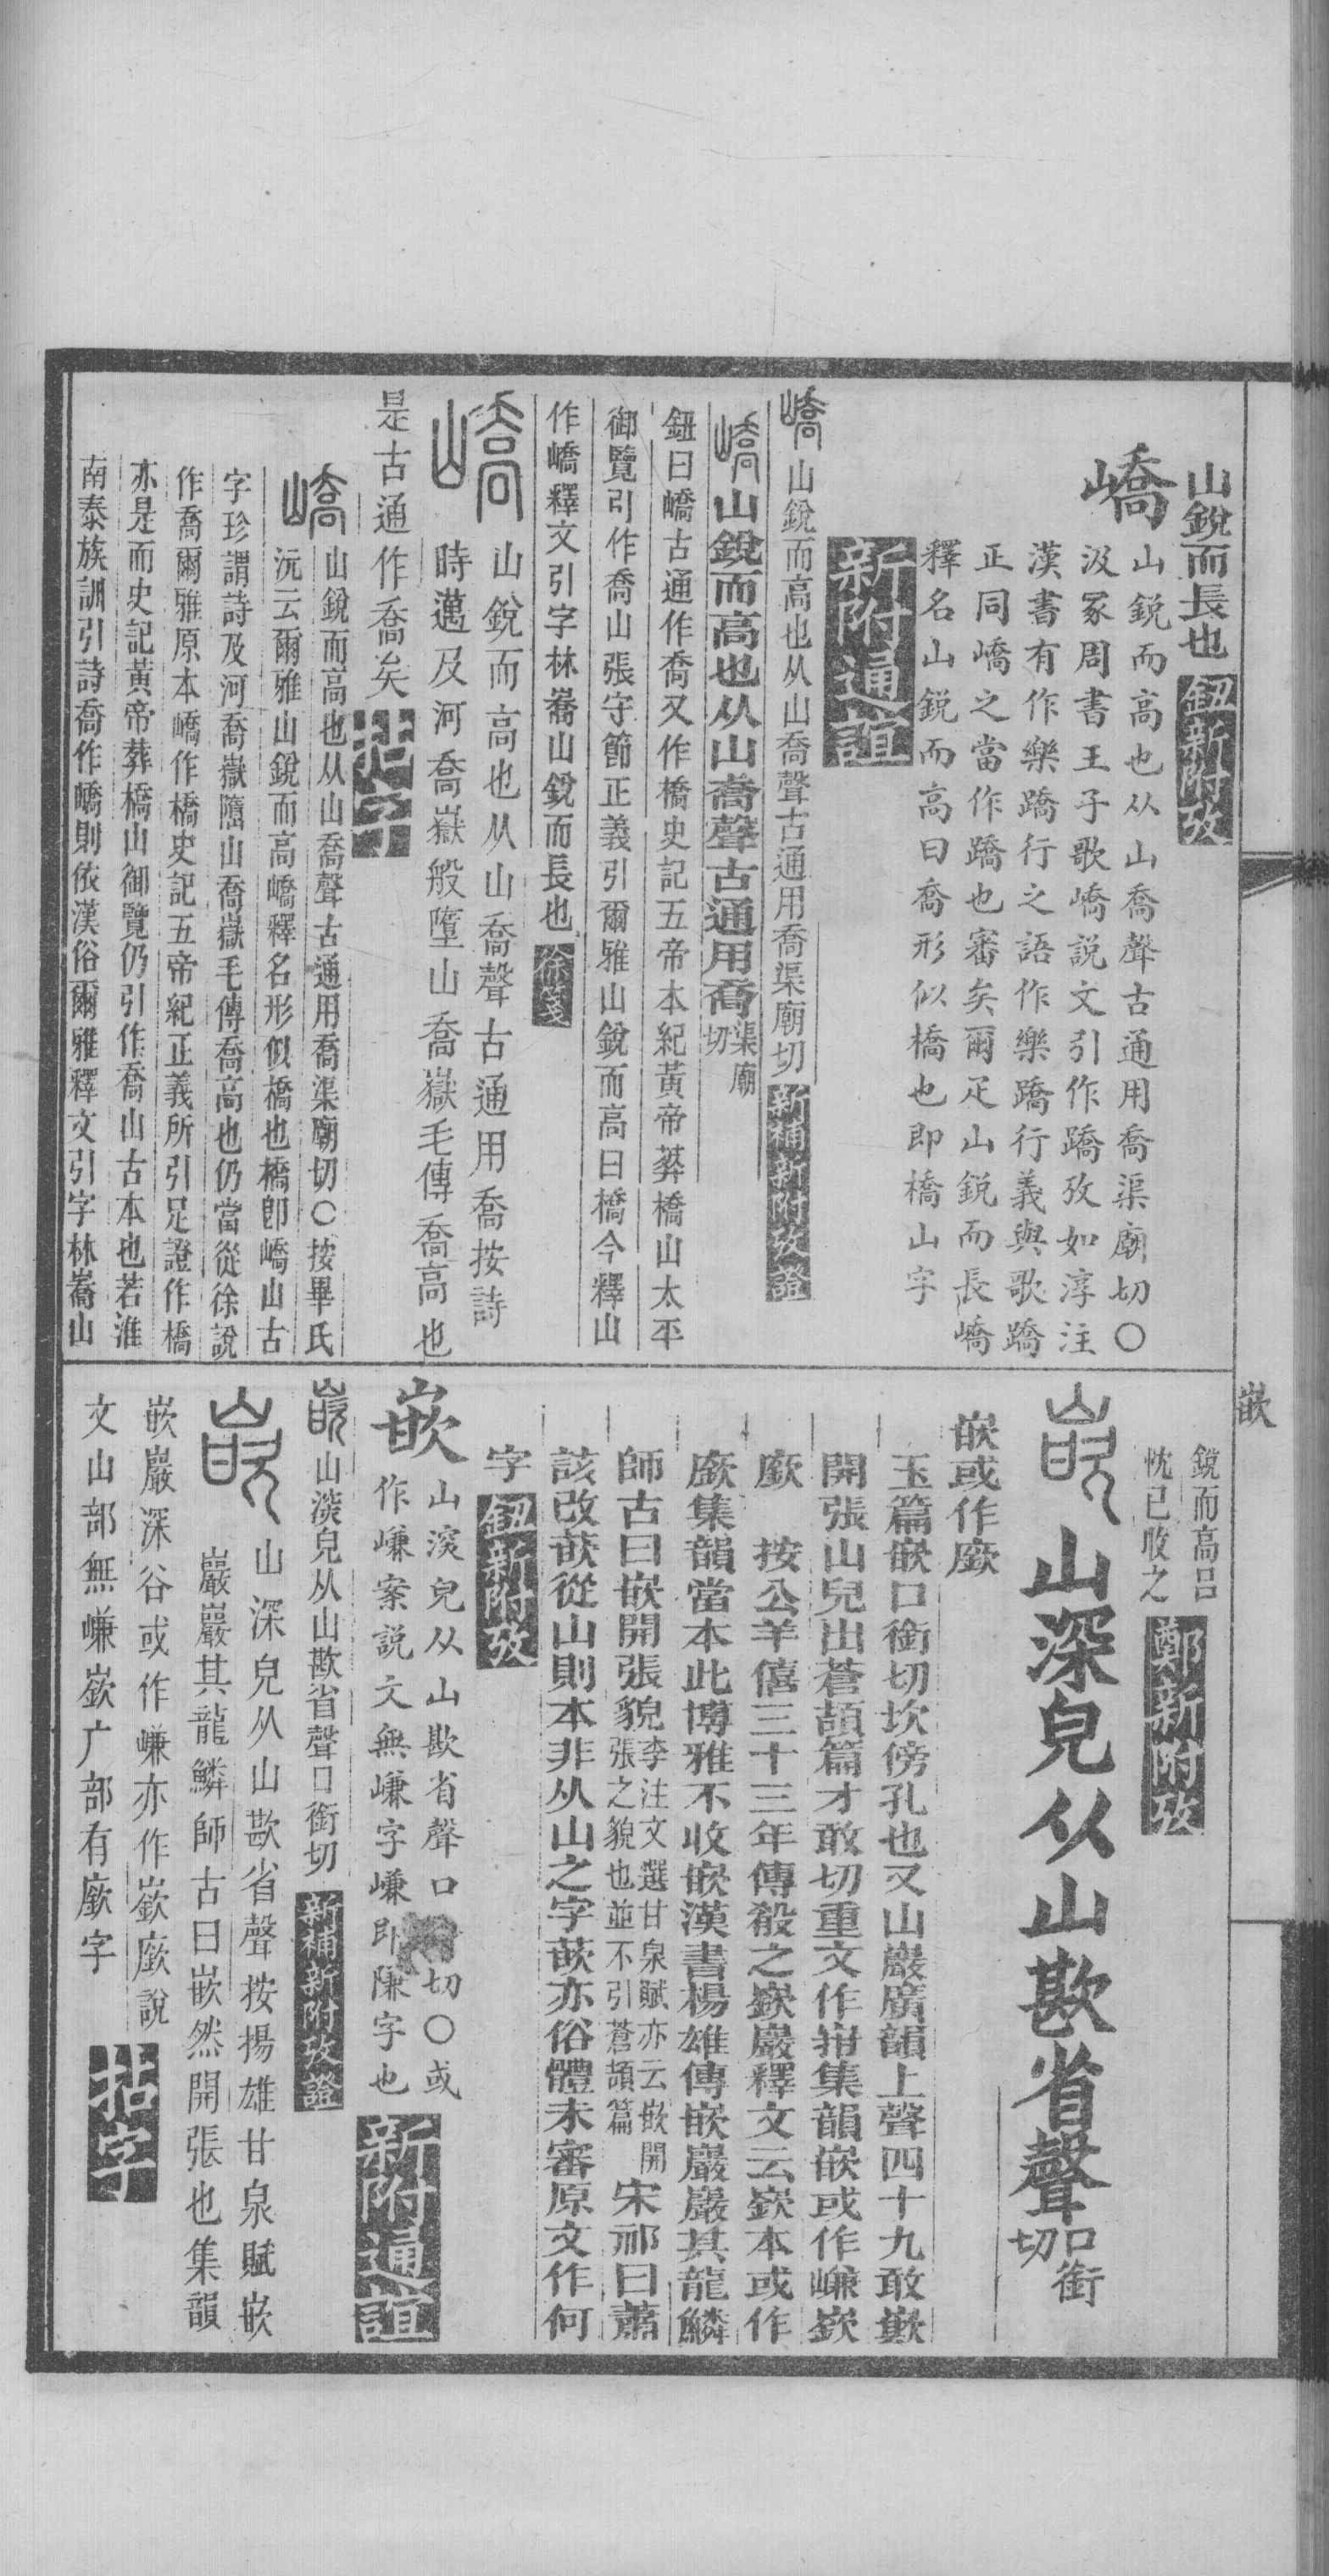 山銳而長也 鈕新附攷
嶠 山鋭而高也从山喬聲古通用喬渠廟切〇
汲冢周書王子歌嶠説文引作蹻攷如淳注
漢書有作樂蹻行之語作樂蹻行義與歌蹻
正同嶠之當作蹻也審矣爾疋山鋭而長嶠
釋名山鋭而高曰喬形似橋也即橋山字
新附通誼
嶠 山銳而高也从山喬聲古通用喬渠廟切 新補新附攷證
嶠 山銳而高也从山喬聲古通用喬渠廟切
鈕曰嶠古通作喬又作橋史記五帝本紀黃帝葬橋山太平
御覽引作喬山張守節正義引爾雅山銳而高曰橋今釋山
作嶠釋文引字林嵩山銳而長也 徐箋
嶠 山銳而高也从山喬聲古通用喬按詩
時邁及河喬嶽般墮山喬嶽毛傳喬高也
是古通作喬矣 拈字
嶠 山銳而高也从山喬聲古通用喬渠廟切〇按畢氏
沅云爾雅山銳而高嶠釋名形似橋也橋卽嶠山古
字珍謂詩及河喬嶽隨山喬嶽毛傳喬高也仍當從徐說
作喬爾雅原本嶠作橋史記五帝紀正義所引足證作橋
亦是而史記黃帝葬橋山御覽仍引作喬山古本也若淮
南泰族訓引詩喬作嶠則依漢俗爾雅釋文引字林嵩山
銳而高呂
忱已收之 鄭新附攷
嵌
嵌 山深皃从山歁省聲口銜切
嵌或作㢙
玉篇嵌口銜切坎傍孔也又山巖廣韻上聲四十九敢𡽱
開張山皃出蒼頡篇才敢切重文作㟏集韻嵌或作嵰嶔
㢙 按公羊僖三十三年傳殽之嶔巖釋文云嶔本或作
㢙集韻當本此博雅不收嵌漢書楊雄傳嵌巖巖其龍鱗
師古曰嵌開張貌李注文選甘泉賦亦云嵌開張之貌也並不引蒼頡篇宋祁曰蕭
該改䓇從山則本非从山之字䓇亦俗體未審原文作何
字 鈕新附攷
嵌 山深皃从山歁省聲口切〇或
作嵰案説文無嵰字嵰即隒字也 新附通誼
嵌 山深皃从山歁省聲口銜切 新補新附攷證
嵌 山深皃从山歁省聲按揚雄甘泉賦嵌
巖巖其龍鱗師古曰嵌然開張也集韻
嵌巖深谷或作嵰亦作嶔㢙說
文山部無嵰嶔广部有㢙字 拈字